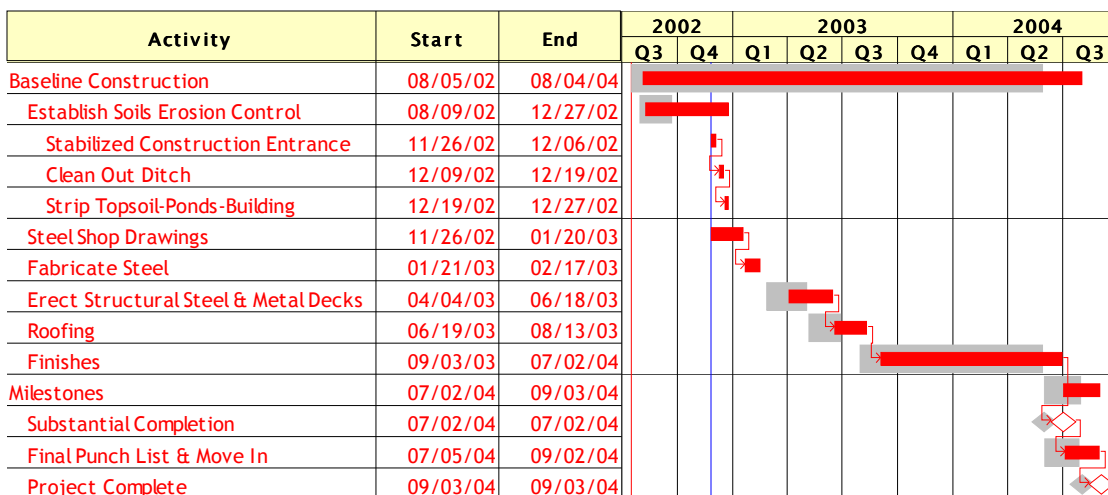 Activity Start End 2002 2003 2004
Q3 Q4 Q1 Q2 Q3 Q4 Q1 Q2 Q3
Baseline Construction 08/05/02 08/04/04
Establish Soils Erosion Control 08/09/02 12/27/02
Stabilized Construction Entrance 11/26/02 12/06/02
Clean Out Ditch 12/09/02 12/19/02
Strip Topsoil-Ponds-Building 12/19/02 12/27/02
Steel Shop Drawings 11/26/02 01/20/03
Fabricate Steel 01/21/03 02/17/03
Erect Structural Steel & Metal Decks 04/04/03 06/18/03
Roofing 06/19/03 08/13/03
Finishes 09/03/03 07/02/04
Milestones 07/02/04 09/03/04
Substantial Completion 07/02/04 07/02/04
Final Punch List & Move In 07/05/04 09/02/04
Project Complete 09/03/04 09/03/04